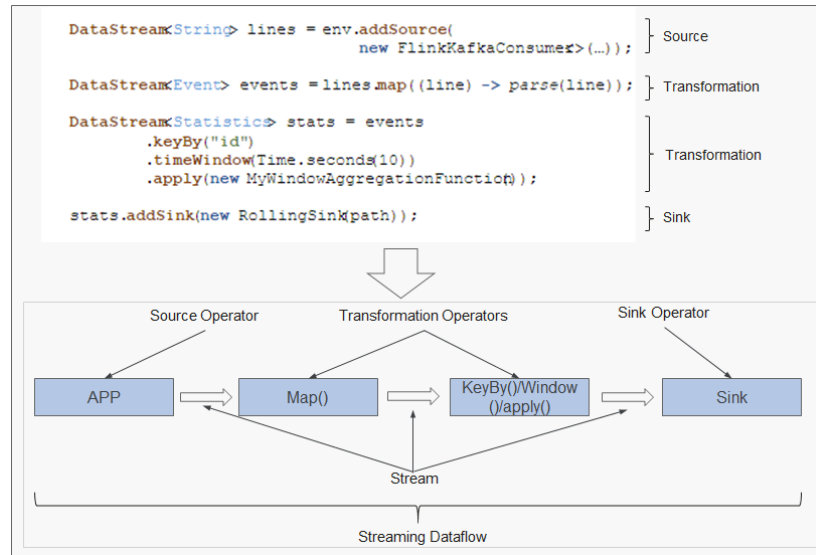 DataStream<String> lines = env.addSource(
new FlinkKafkaConsumer<>(…));
Source
DataStream<Event> events = lines.map((line) -> parse(line));
Transformation
DataStream<Statistics> stats = events
.keyBy("id")
.timeWindow(Time.seconds(10))
.apply(new MyWindowAggregationFunction());
Transformation
stats.addSink(new RollingSink(path));
Sink
Source Operator
Transformation Operators
Sink Operator
APP
Map()
KeyBy()/Window
()/apply()
Sink
Stream
Streaming Dataflow